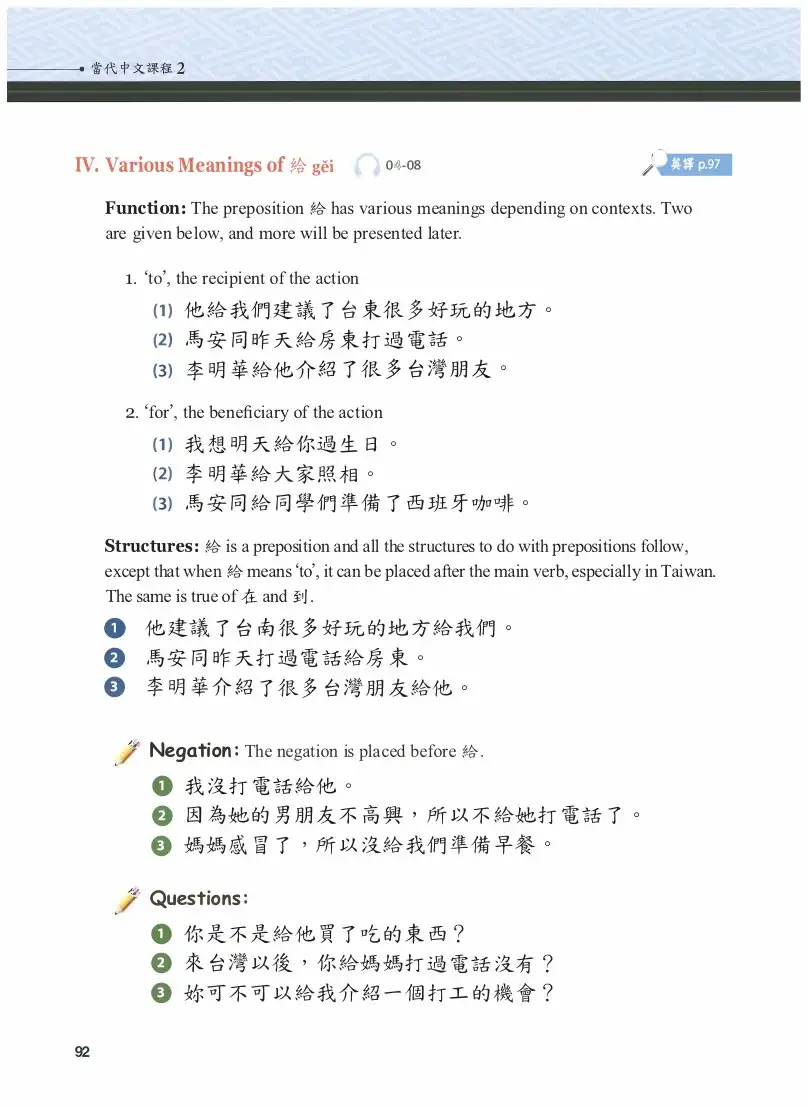 當代中文課程 2
IV. Various Meanings of 給 gěi
04-08
英譯 p.97
Function: The preposition 給 has various meanings depending on contexts. Two
are given below, and more will be presented later.
1. ‘to’, the recipient of the action
(1) 他給我們建議了台東很多好玩的地方。
(2) 馬安同昨天給房東打過電話。
(3) 李明華給他介紹了很多台灣朋友。
2. ‘for’, the beneficiary of the action
(1) 我想明天給你過生日。
(2) 李明華給大家照相。
(3) 馬安同給同學們準備了西班牙咖啡。
Structures: 給 is a preposition and all the structures to do with prepositions follow,
except that when 給 means ‘to’, it can be placed after the main verb, especially in Taiwan.
The same is true of 在 and 到.
1 他建議了台南很多好玩的地方給我們。
2 馬安同昨天打過電話給房東。
3 李明華介紹了很多台灣朋友給他。
Negation: The negation is placed before 給.
1 我沒打電話給他。
2 因為她的男朋友不高興，所以不給她打電話了。
3 媽媽感冒了，所以沒給我們準備早餐。
Questions:
1 你是不是給他買了吃的東西？
2 來台灣以後，你給媽媽打過電話沒有？
3 妳可不可以給我介紹一個打工的機會？
92